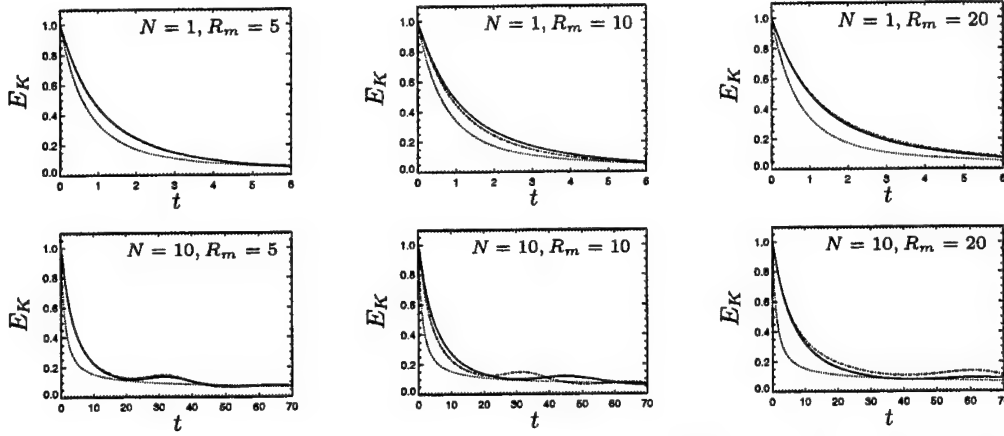 N = 1, R_m = 5
E_K
1.0
0.8
0.6
0.4
0.2
0.0
0 1 2 3 4 5 6
t
N = 1, R_m = 10
E_K
1.0
0.8
0.6
0.4
0.2
0.0
0 1 2 3 4 5 6
t
N = 1, R_m = 20
E_K
1.0
0.8
0.6
0.4
0.2
0.0
0 1 2 3 4 5 6
t
N = 10, R_m = 5
E_K
1.0
0.8
0.6
0.4
0.2
0.0
0 10 20 30 40 50 60 70
t
N = 10, R_m = 10
E_K
1.0
0.8
0.6
0.4
0.2
0.0
0 10 20 30 40 50 60 70
t
N = 10, R_m = 20
E_K
1.0
0.8
0.6
0.4
0.2
0.0
0 10 20 30 40 50 60 70
t